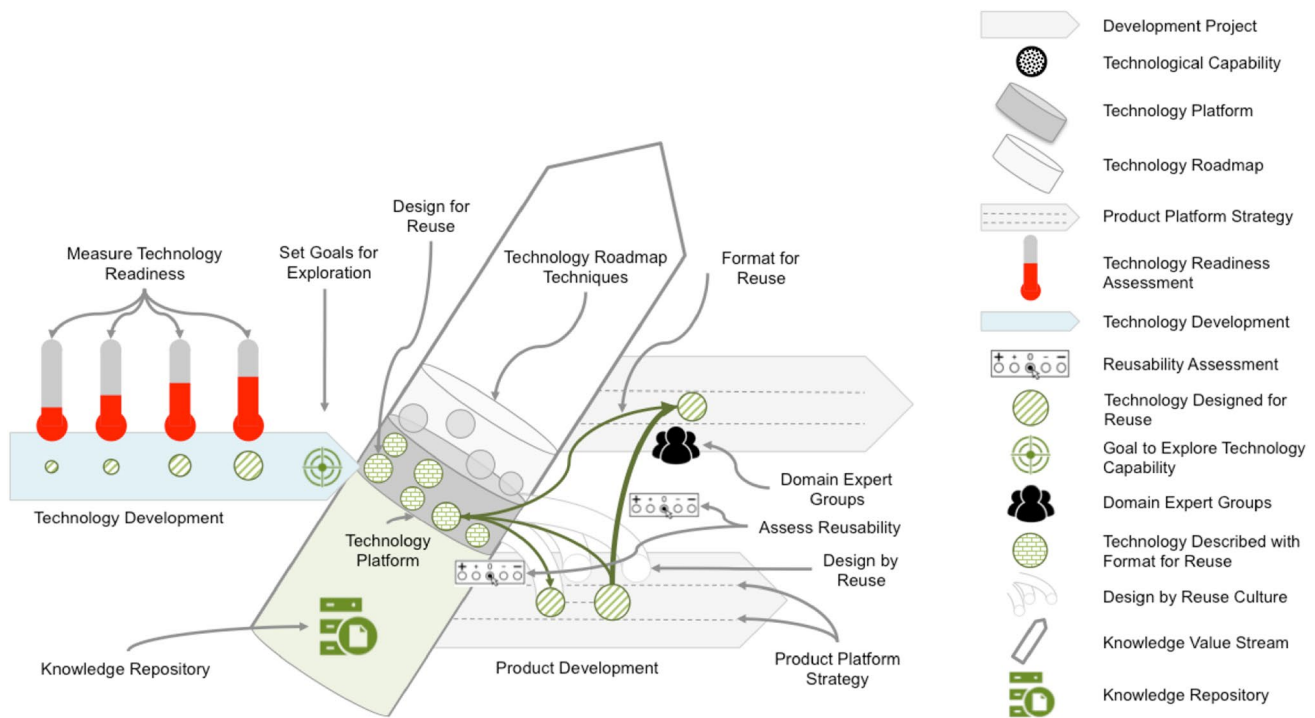 Design for
Reuse
Measure Technology
Readiness
Set Goals for
Exploration
Technology Roadmap
Techniques
Format for
Reuse
Technology Development
Technology
Platform
Domain Expert
Groups
Assess Reusability
Design by
Reuse
Knowledge Repository
Product Development
Product Platform
Strategy
+ + 0 − −
+ + 0 − −
Development Project
Technological Capability
Technology Platform
Technology Roadmap
Product Platform Strategy
Technology Readiness
Assessment
Technology Development
+ + 0 − −
Reusability Assessment
Technology Designed for
Reuse
Goal to Explore Technology
Capability
Domain Expert Groups
Technology Described with
Format for Reuse
Design by Reuse Culture
Knowledge Value Stream
Knowledge Repository